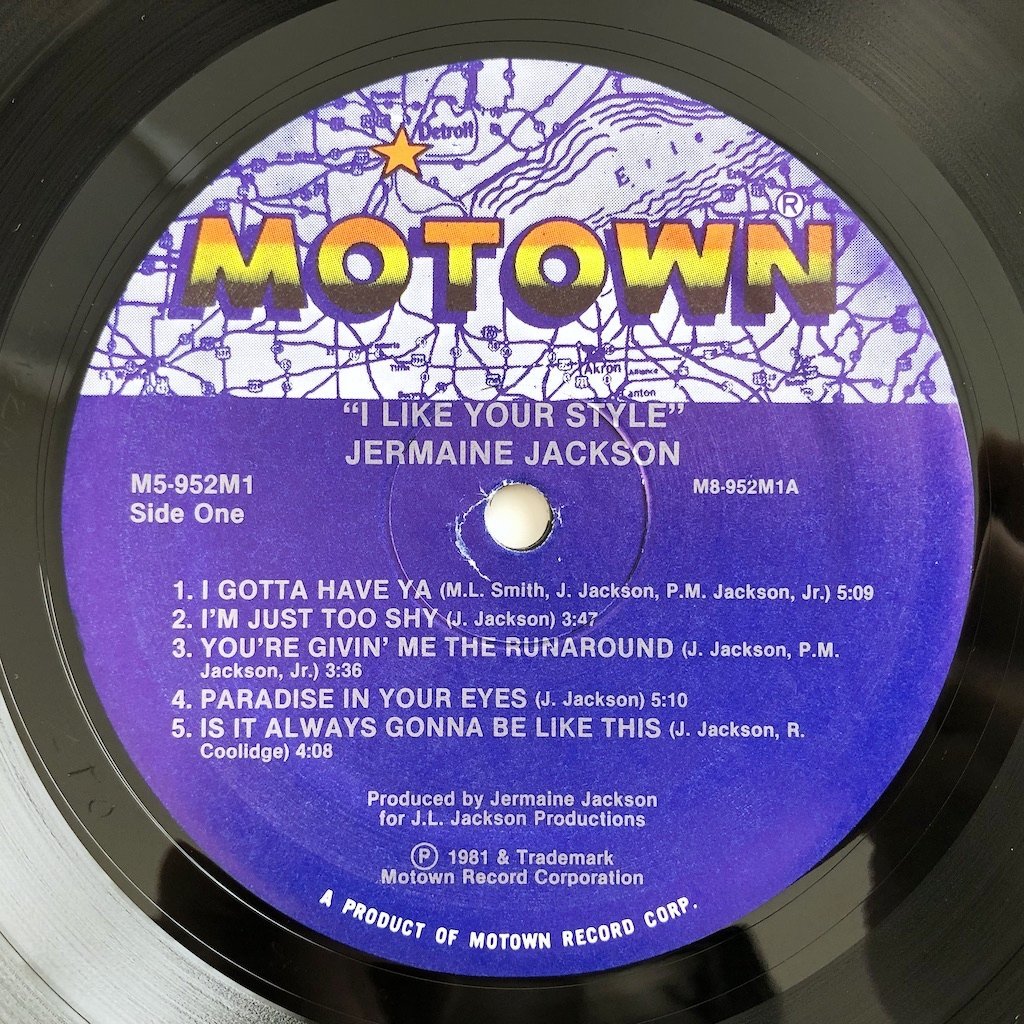 Detroit
Erie
MOTOWN®
Akron
Alliance
anton
"I LIKE YOUR STYLE"
JERMAINE JACKSON
M5-952M1
M8-952M1A
Side One
1. I GOTTA HAVE YA (M.L. Smith, J. Jackson, P.M. Jackson, Jr.) 5:09
2. I'M JUST TOO SHY (J. Jackson) 3:47
3. YOU'RE GIVIN' ME THE RUNAROUND (J. Jackson, P.M.
Jackson, Jr.) 3:36
4. PARADISE IN YOUR EYES (J. Jackson) 5:10
5. IS IT ALWAYS GONNA BE LIKE THIS (J. Jackson, R.
Coolidge) 4:08
Produced by Jermaine Jackson
for J.L. Jackson Productions
Ⓟ 1981 & Trademark
Motown Record Corporation
A PRODUCT OF MOTOWN RECORD CORP.